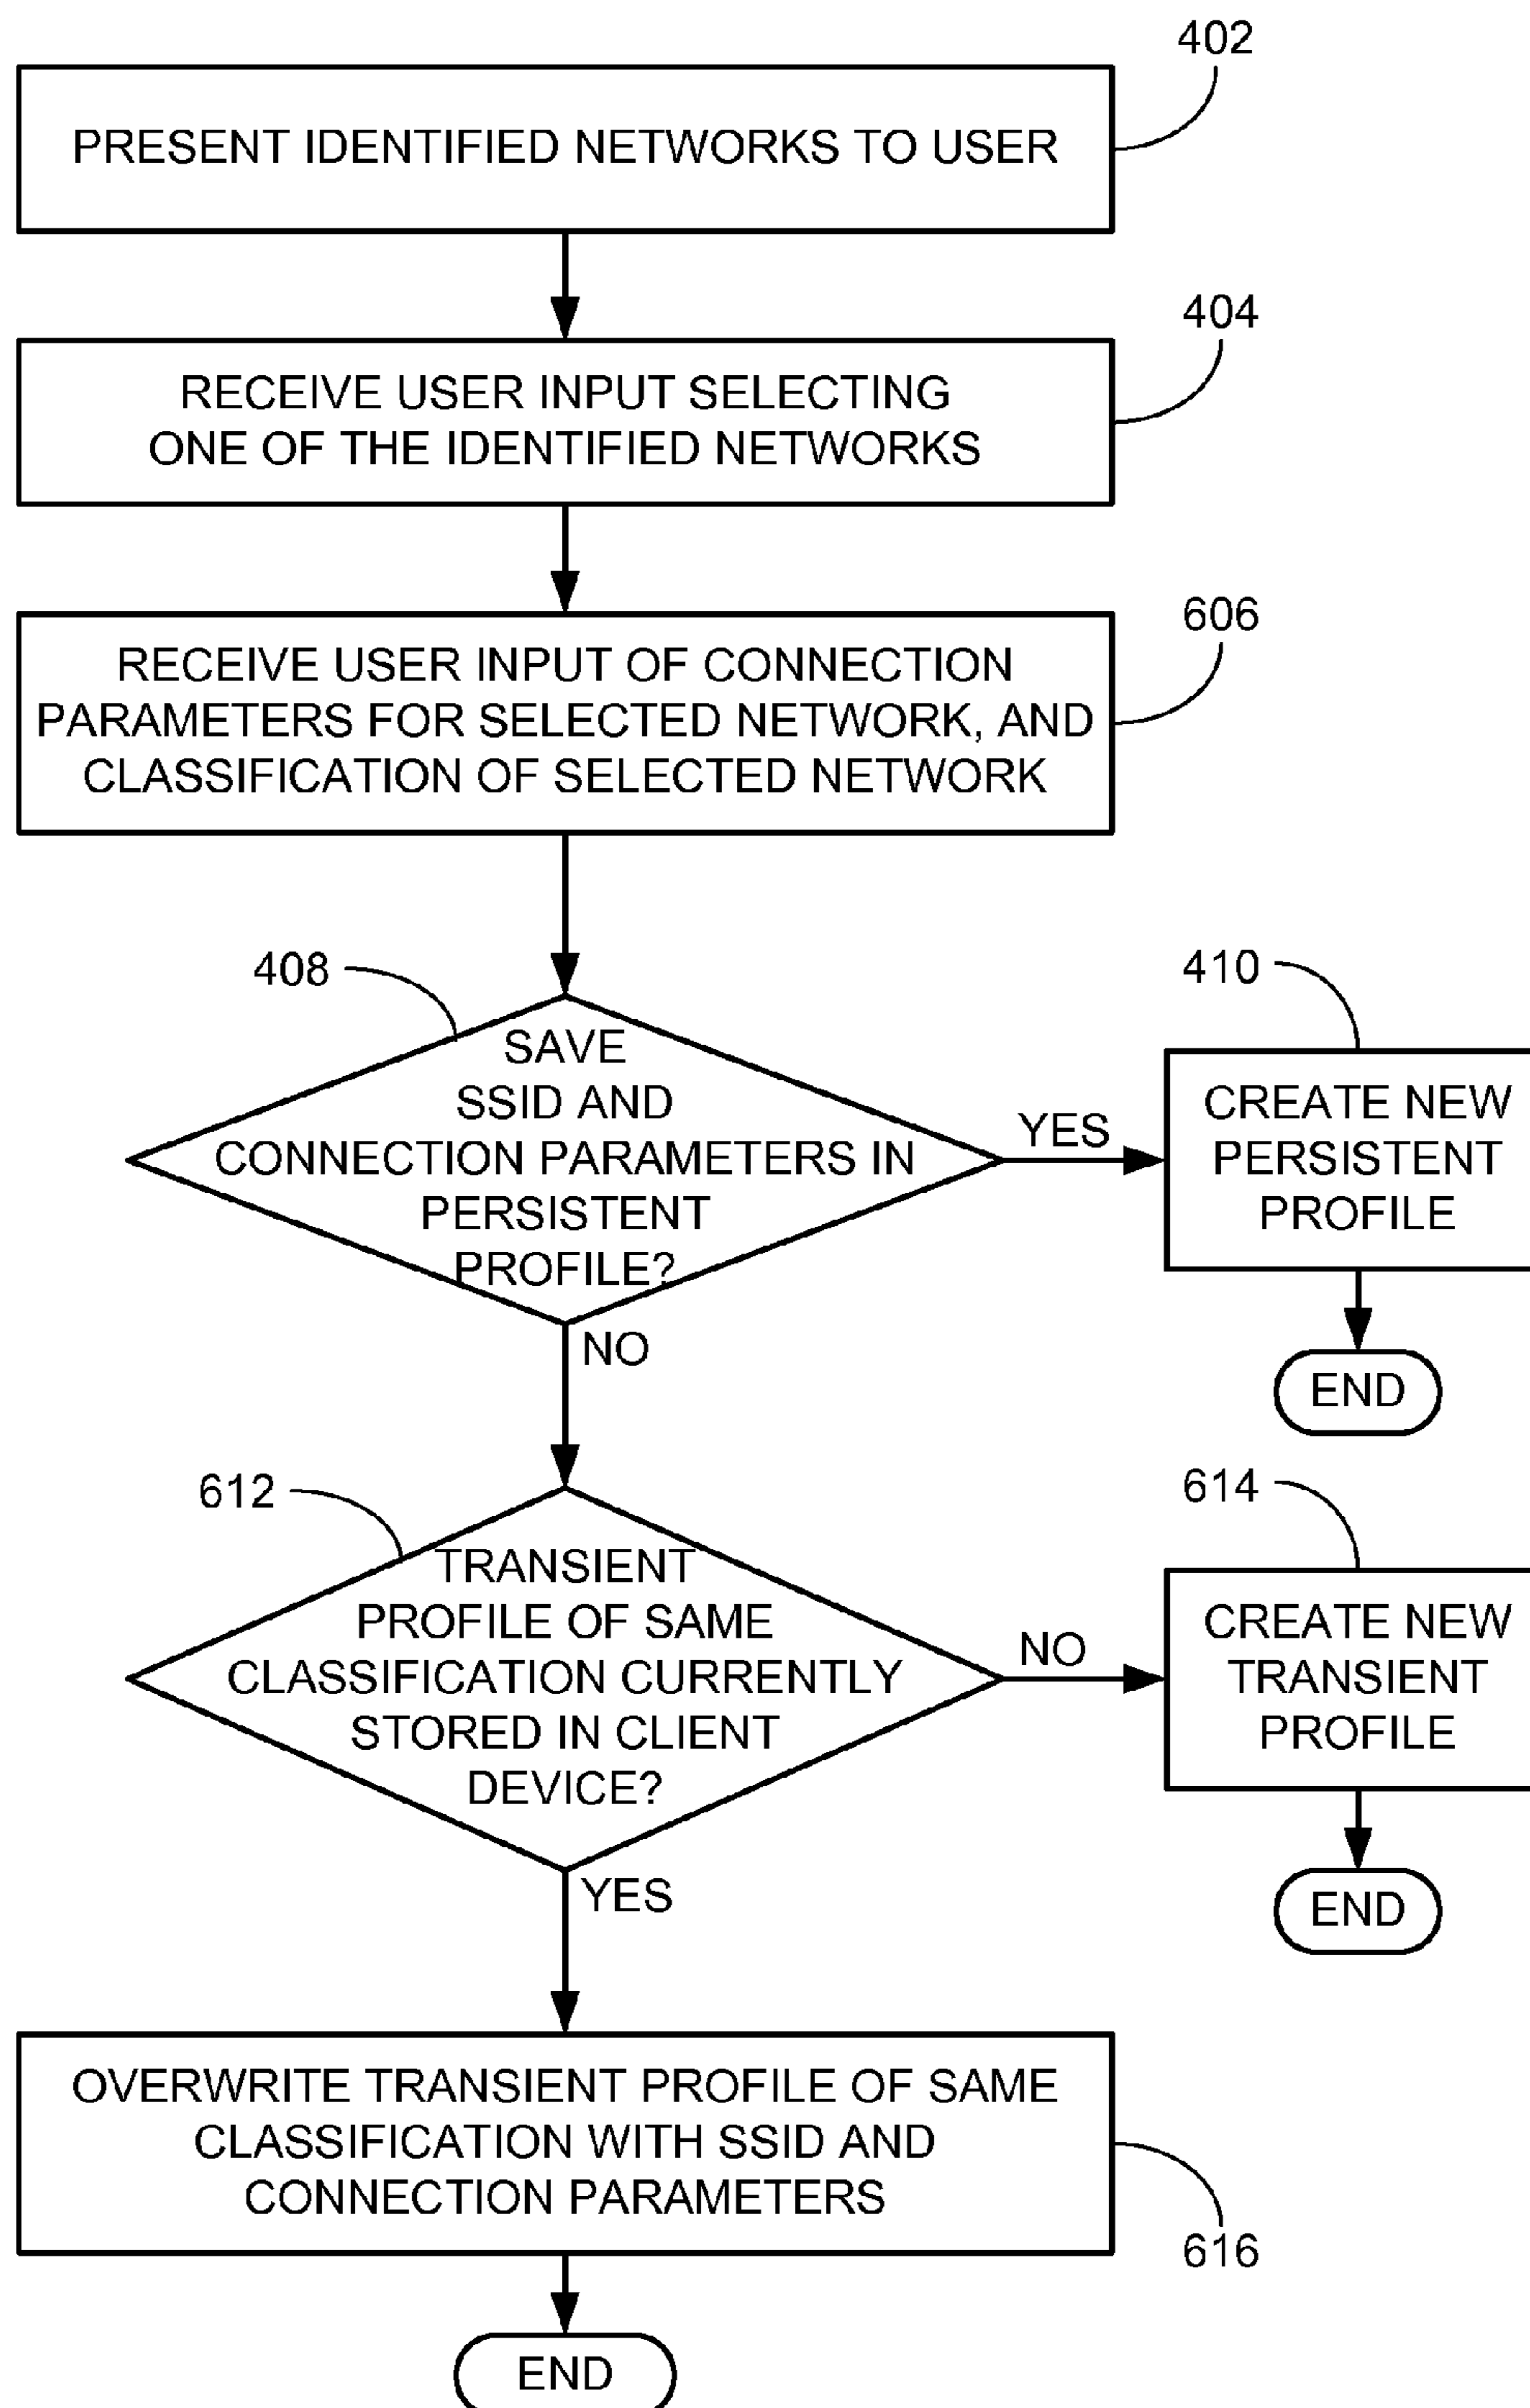 402
PRESENT IDENTIFIED NETWORKS TO USER
404
RECEIVE USER INPUT SELECTING
ONE OF THE IDENTIFIED NETWORKS
606
RECEIVE USER INPUT OF CONNECTION
PARAMETERS FOR SELECTED NETWORK, AND
CLASSIFICATION OF SELECTED NETWORK
408
SAVE
SSID AND
CONNECTION PARAMETERS IN
PERSISTENT
PROFILE?
YES
410
CREATE NEW
PERSISTENT
PROFILE
END
NO
612
TRANSIENT
PROFILE OF SAME
CLASSIFICATION CURRENTLY
STORED IN CLIENT
DEVICE?
NO
614
CREATE NEW
TRANSIENT
PROFILE
END
YES
OVERWRITE TRANSIENT PROFILE OF SAME
CLASSIFICATION WITH SSID AND
CONNECTION PARAMETERS
616
END